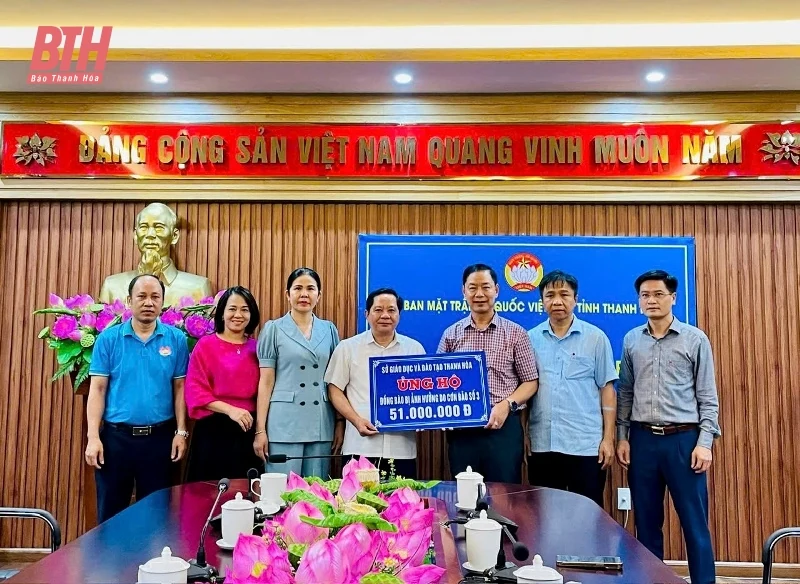 BTH
Báo Thanh Hóa
ĐẢNG CỘNG SẢN VIỆT NAM QUANG VINH MUÔN NĂM
BAN MẶT TRẬN QUỐC VIỆT TỈNH THANH
VIỆT NAM
SỞ GIÁO DỤC VÀ ĐÀO TẠO THANH HÓA
ỦNG HỘ
ĐỒNG BÀO BỊ ẢNH HƯỞNG DO CƠN BÃO SỐ 3
51.000.000 Đ